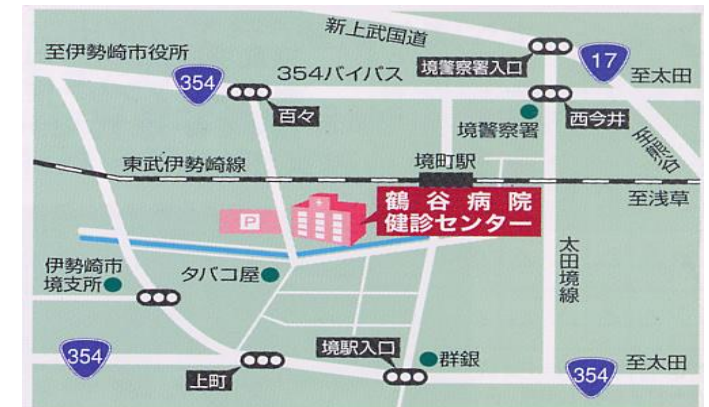 新上武国道
至伊勢崎市役所
境警察署入口
17
至太田
354
354バイパス
百々
境警察署
西今井
至熊谷
東武伊勢崎線
境町駅
至浅草
P
鶴谷病院
健診センター
伊勢崎市
境支所
タバコ屋
太田境線
354
上町
境駅入口
群銀
354
至太田